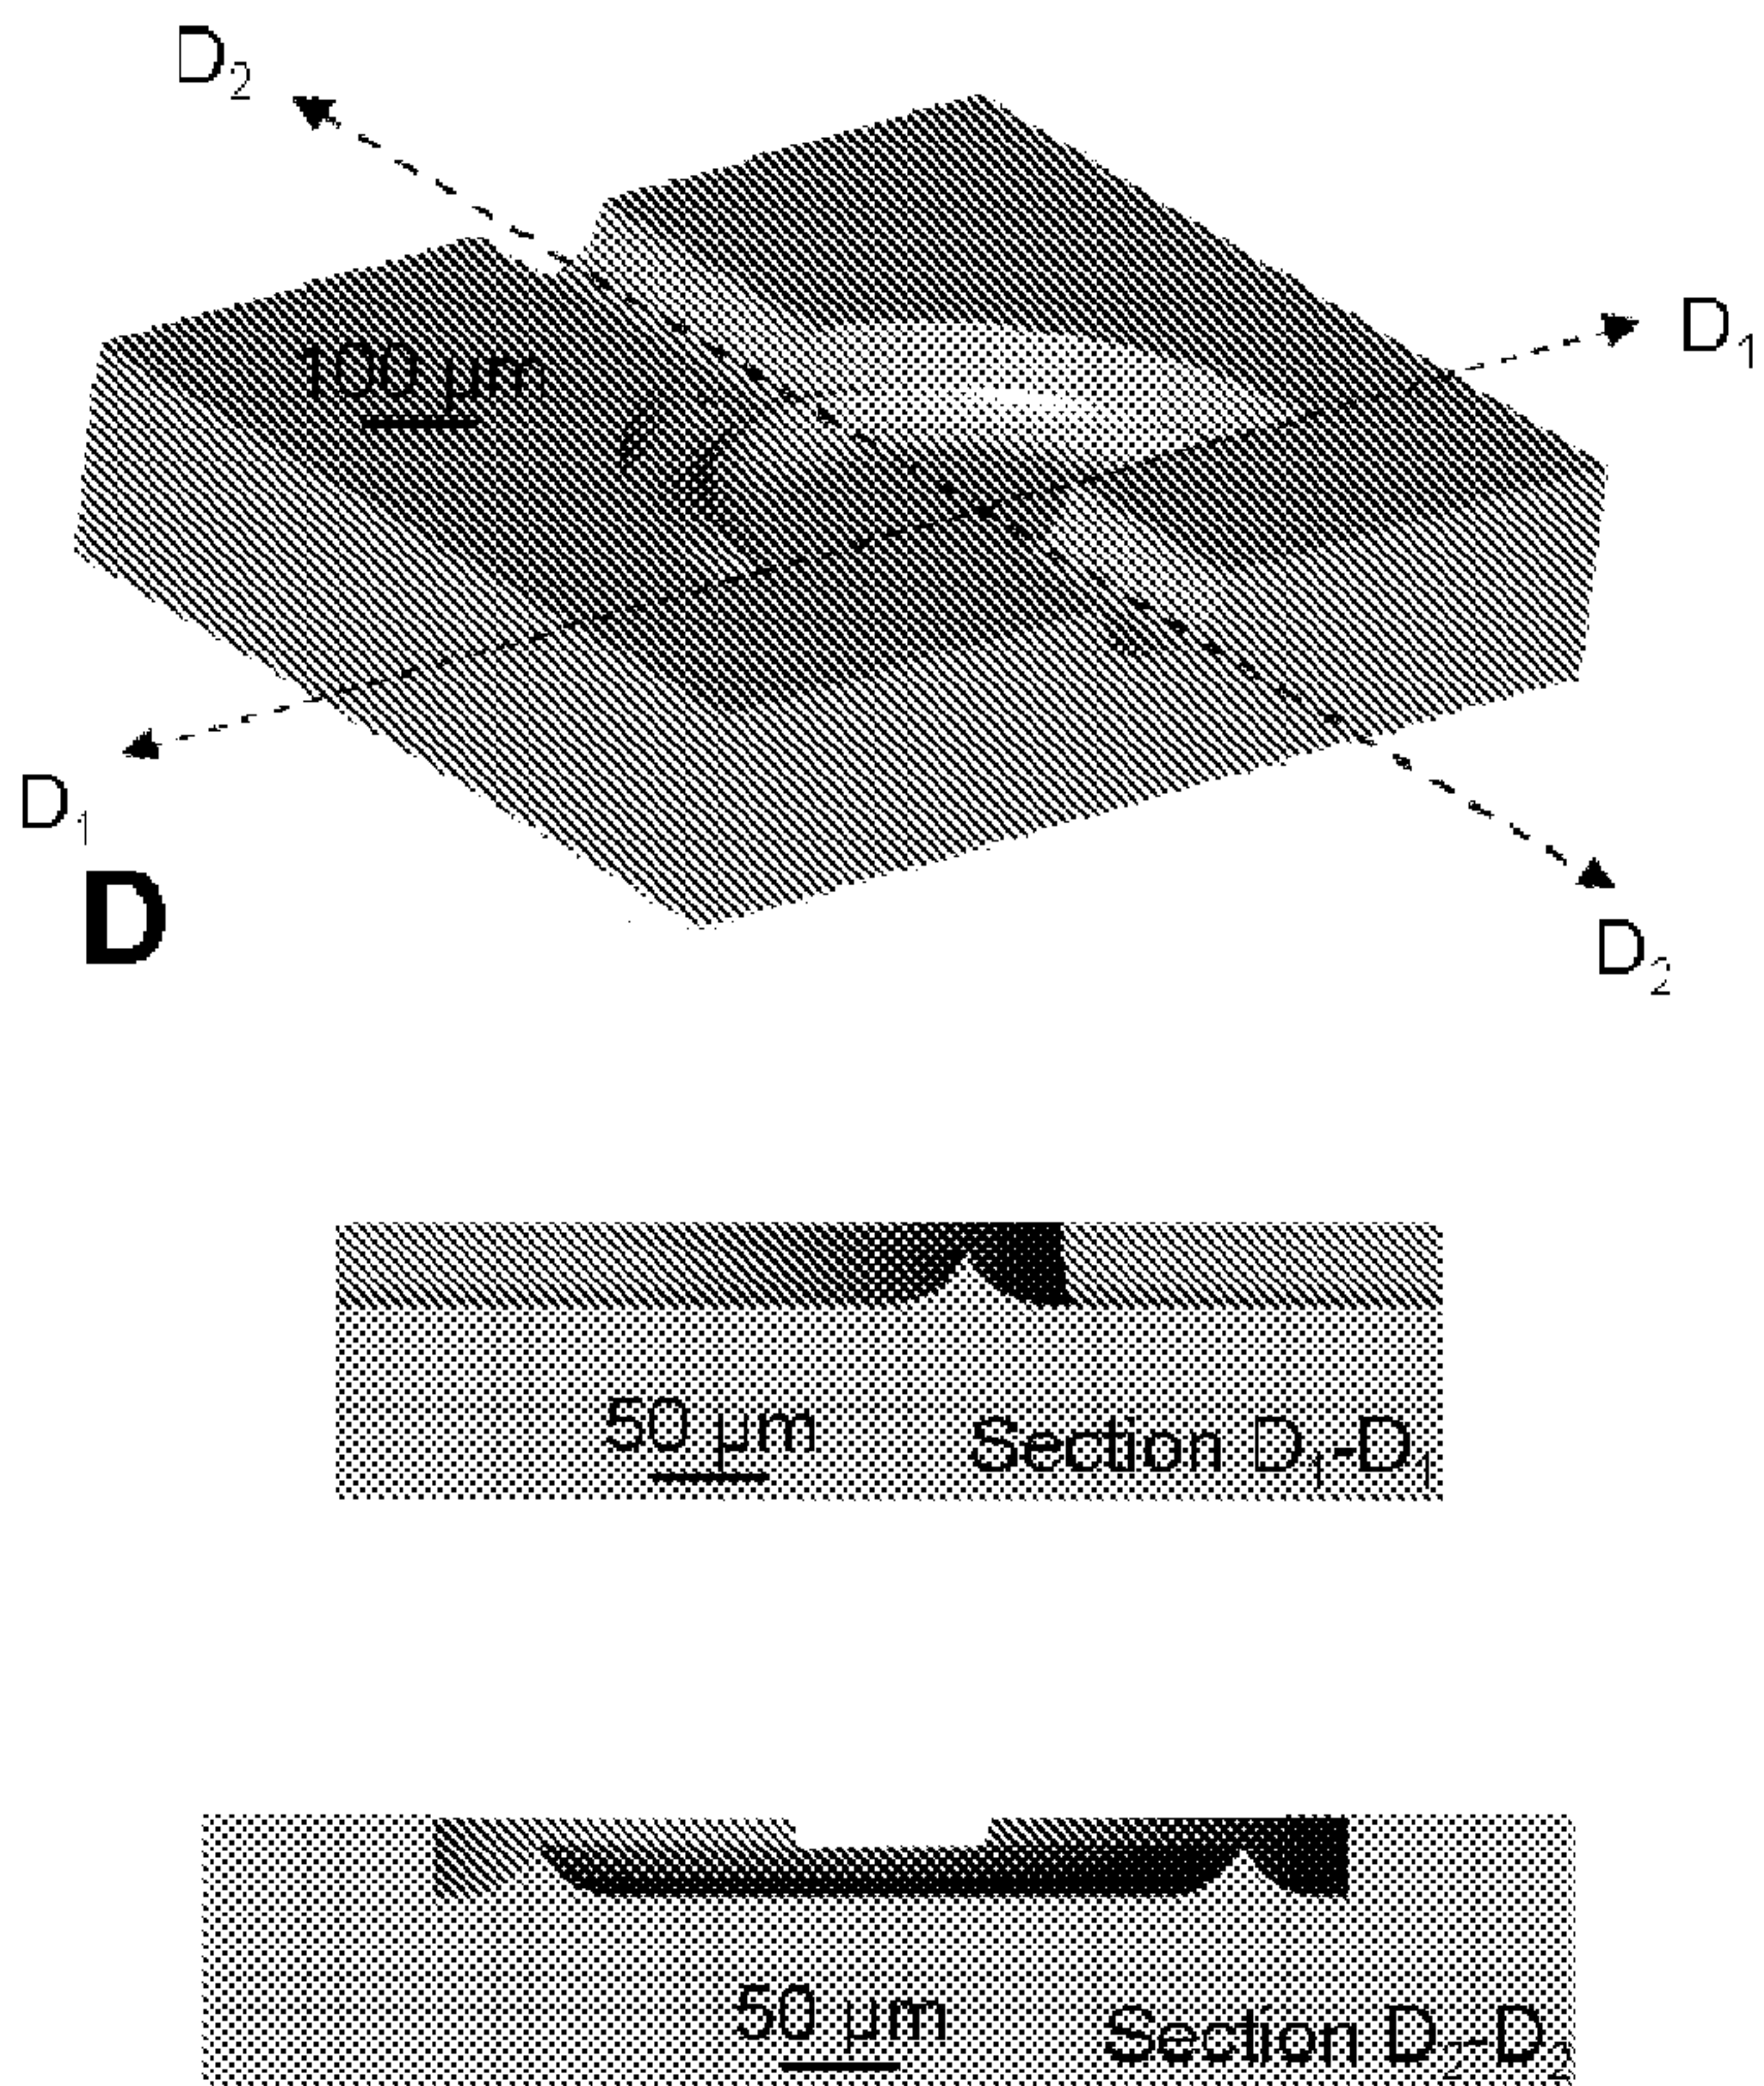 D₂
D₁
100 µm
D₁
D
D₂
50 µm
Section D₁-D₁
50 µm
Section D₂-D₂